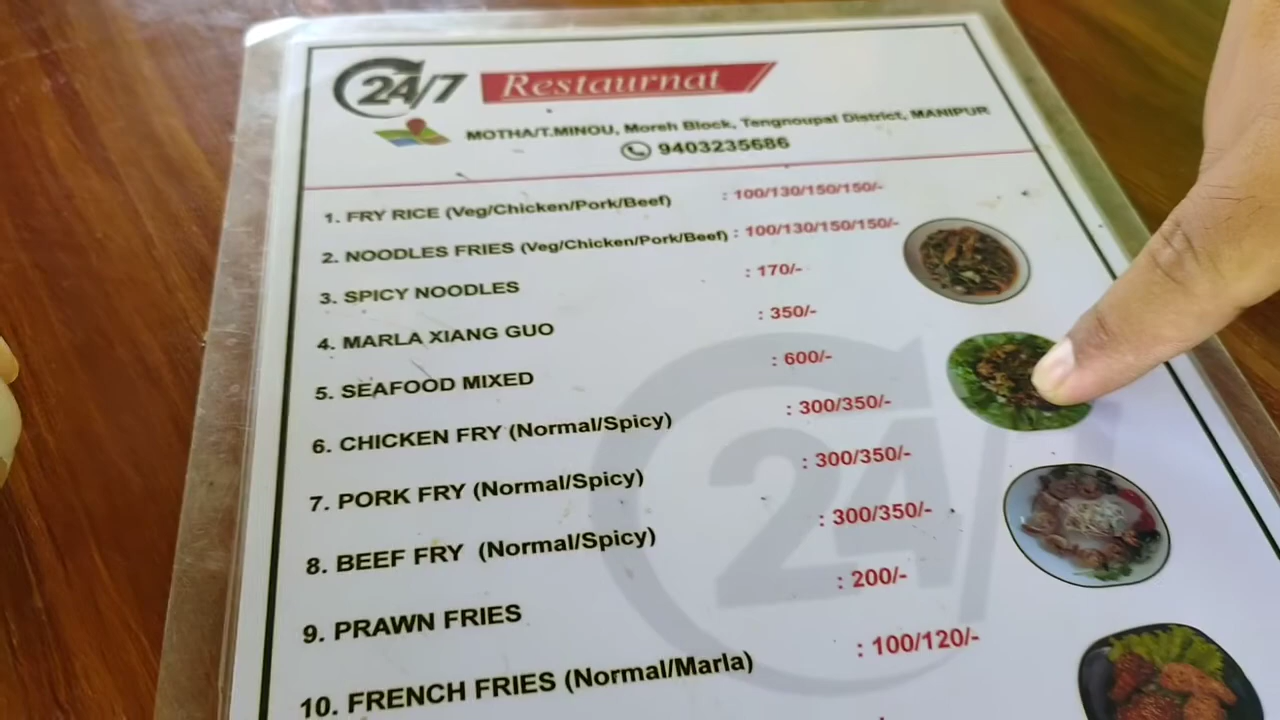 24/7 Restaurnat
MOTHA/T.MINOU, Moreh Block, Tengnoupal District, MANIPUR
9403235686
1. FRY RICE (Veg/Chicken/Pork/Beef) : 100/130/150/150/-
2. NOODLES FRIES (Veg/Chicken/Pork/Beef) : 100/130/150/150/-
3. SPICY NOODLES : 170/-
4. MARLA XIANG GUO : 350/-
5. SEAFOOD MIXED : 600/-
6. CHICKEN FRY (Normal/Spicy) : 300/350/-
7. PORK FRY (Normal/Spicy) : 300/350/-
8. BEEF FRY (Normal/Spicy) : 300/350/-
9. PRAWN FRIES : 200/-
10. FRENCH FRIES (Normal/Marla) : 100/120/-
24/7